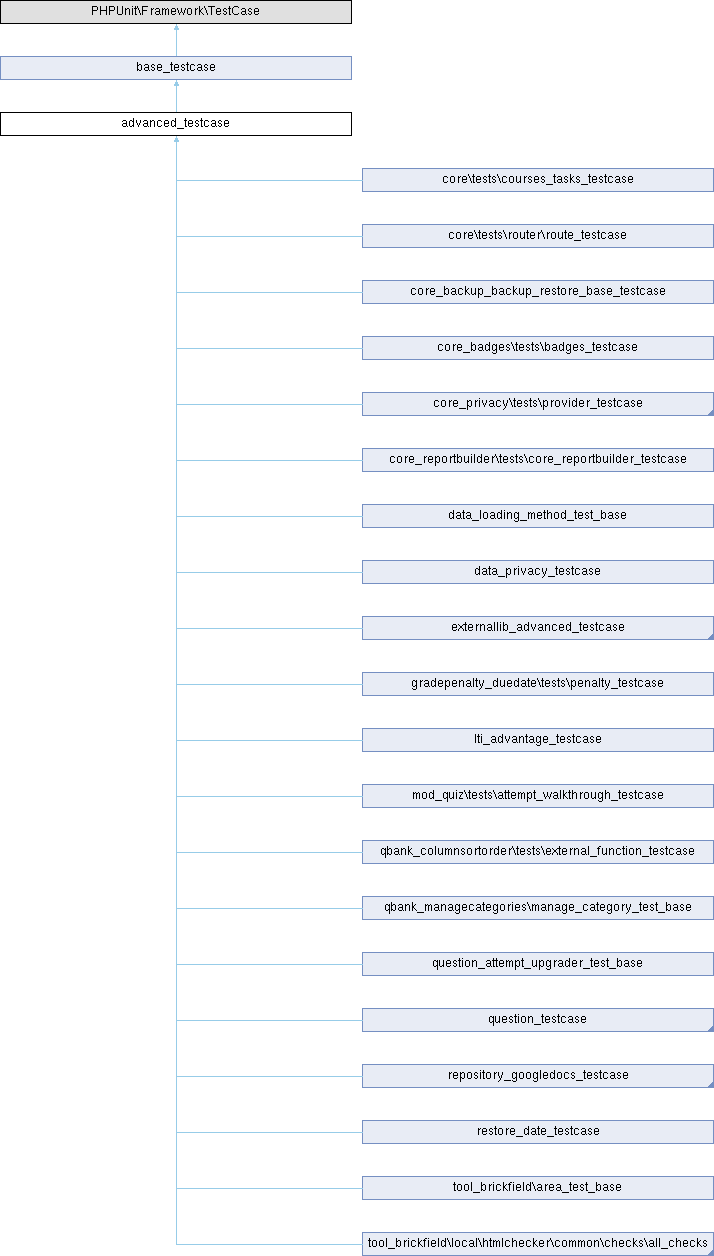 PHPUnit\Framework\TestCase
base_testcase
advanced_testcase
core\tests\courses_tasks_testcase
core\tests\router\route_testcase
core_backup_backup_restore_base_testcase
core_badges\tests\badges_testcase
core_privacy\tests\provider_testcase
core_reportbuilder\tests\core_reportbuilder_testcase
data_loading_method_test_base
data_privacy_testcase
externallib_advanced_testcase
gradepenalty_duedate\tests\penalty_testcase
lti_advantage_testcase
mod_quiz\tests\attempt_walkthrough_testcase
qbank_columnsortorder\tests\external_function_testcase
qbank_managecategories\manage_category_test_base
question_attempt_upgrader_test_base
question_testcase
repository_googledocs_testcase
restore_date_testcase
tool_brickfield\area_test_base
tool_brickfield\local\htmlchecker\common\checks\all_checks